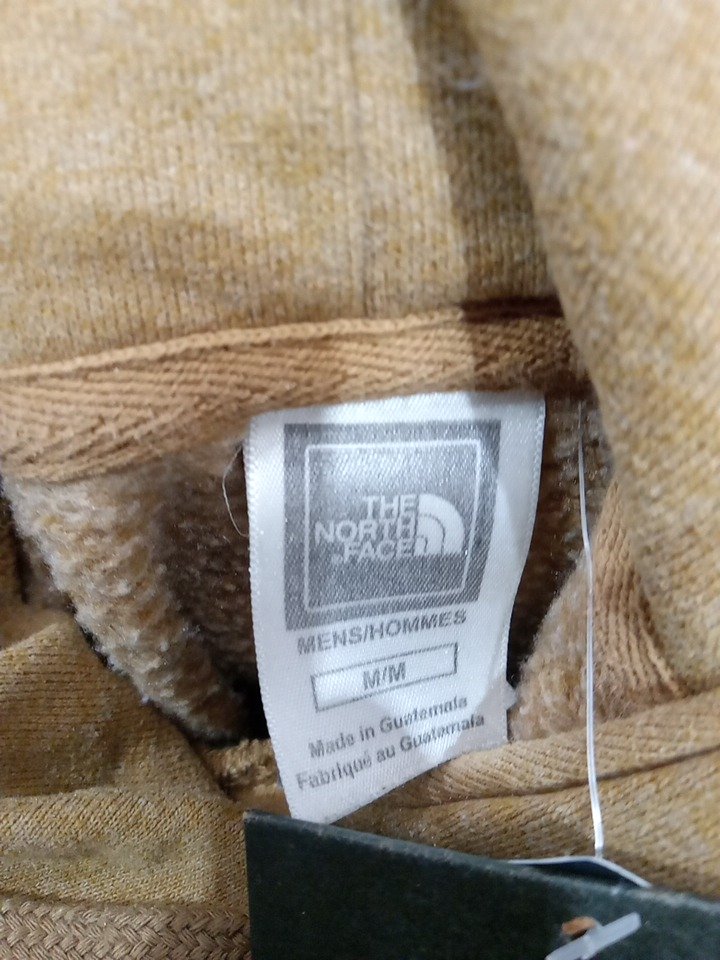 THE
NORTH
FACE
MENS/HOMMES
M/M
Made in Guatemala
Fabriqué au Guatemala